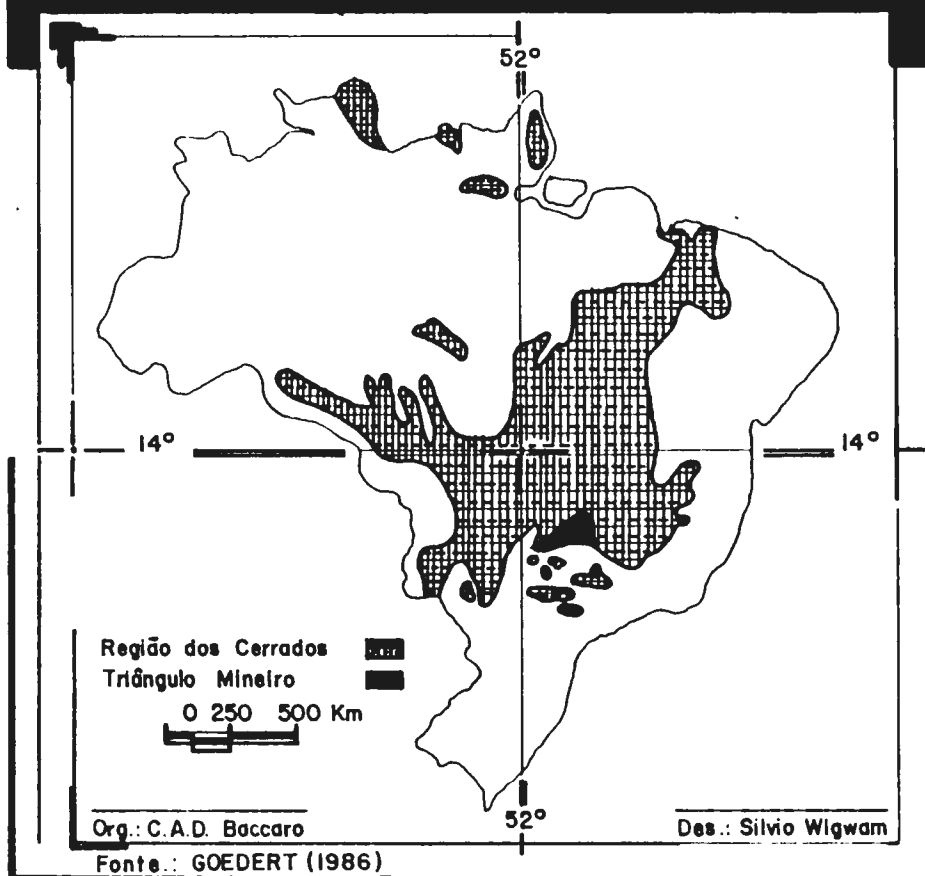 52°
14° 14°
Região dos Cerrados
Triângulo Mineiro
0 250 500 Km
52°
Org.: C.A.D. Baccaro Des.: Silvio Wigwam
Fonte.: GOEDERT (1986)